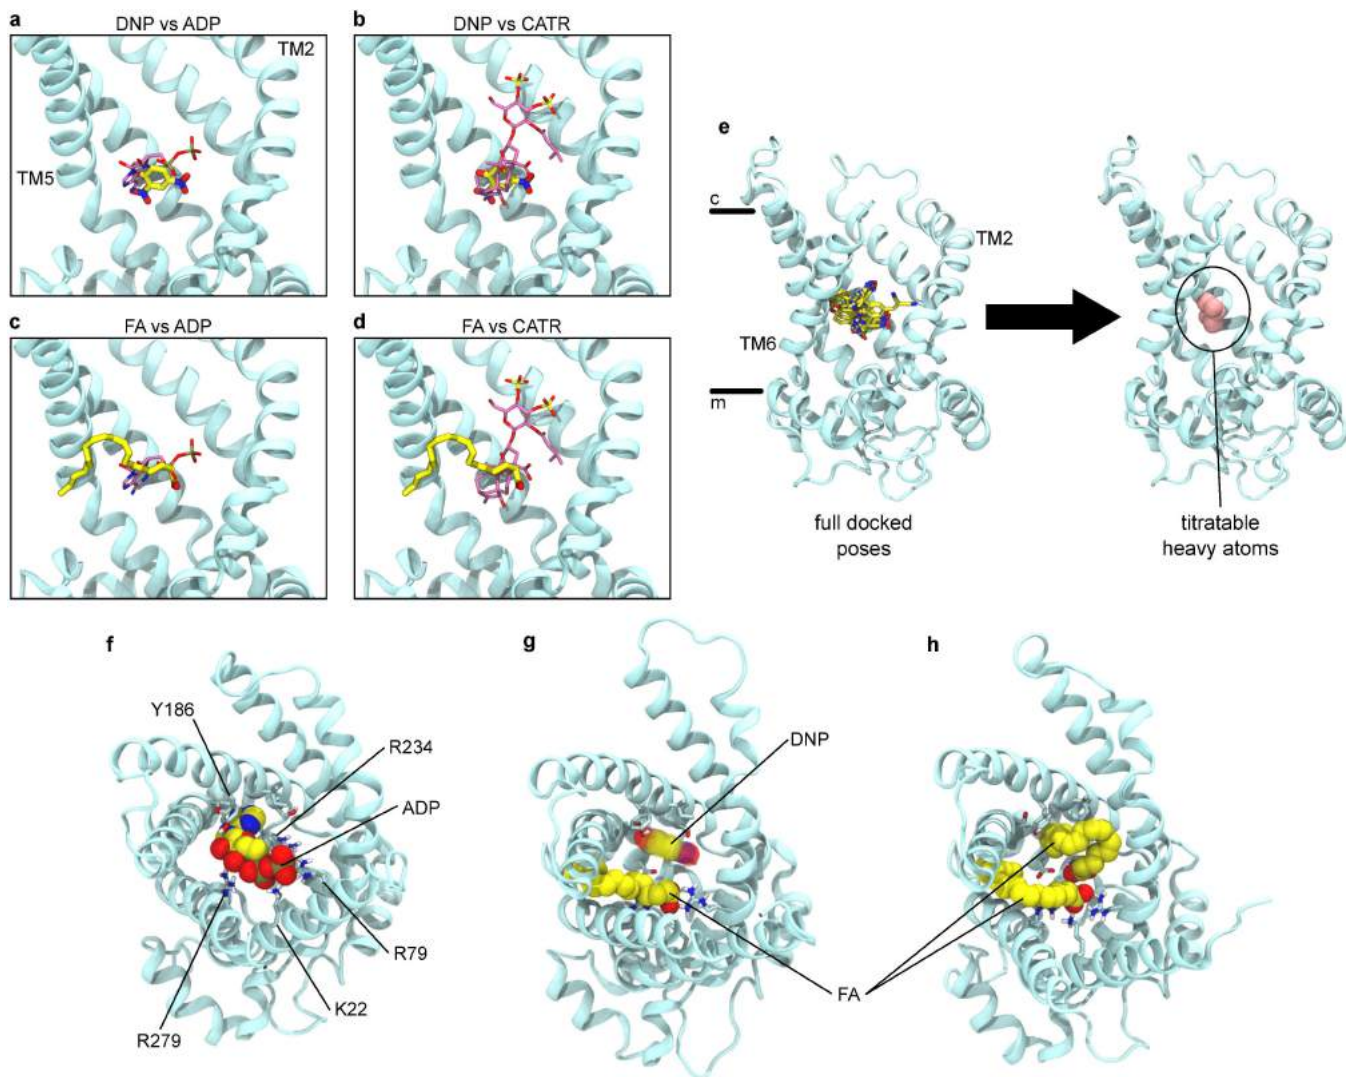 a
DNP vs ADP
TM2
TM5
b
DNP vs CATR
c
FA vs ADP
d
FA vs CATR
e
c
TM2
TM6
m
full docked
poses
titratable
heavy atoms
f
Y186
R234
ADP
R79
K22
R279
g
DNP
FA
h